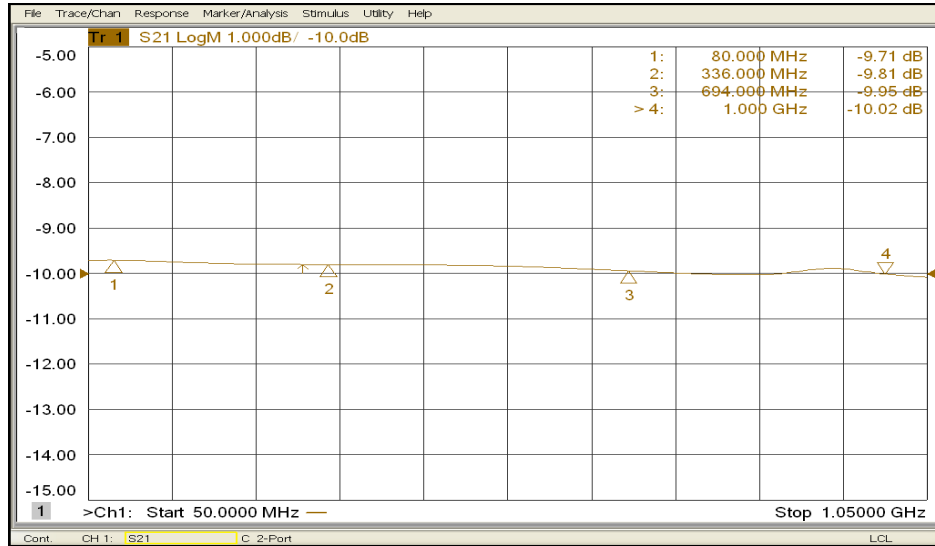 File Trace/Chan Response Marker/Analysis Stimulus Utility Help
Tr 1 S21 LogM 1.000dB/ -10.0dB
1: 80.000 MHz -9.71 dB
2: 336.000 MHz -9.81 dB
3: 694.000 MHz -9.95 dB
> 4: 1.000 GHz -10.02 dB
-5.00
-6.00
-7.00
-8.00
-9.00
-10.00
-11.00
-12.00
-13.00
-14.00
-15.00
1 2 3 4
1 >Ch1: Start 50.0000 MHz — Stop 1.05000 GHz
Cont. CH 1: S21 C 2-Port LCL